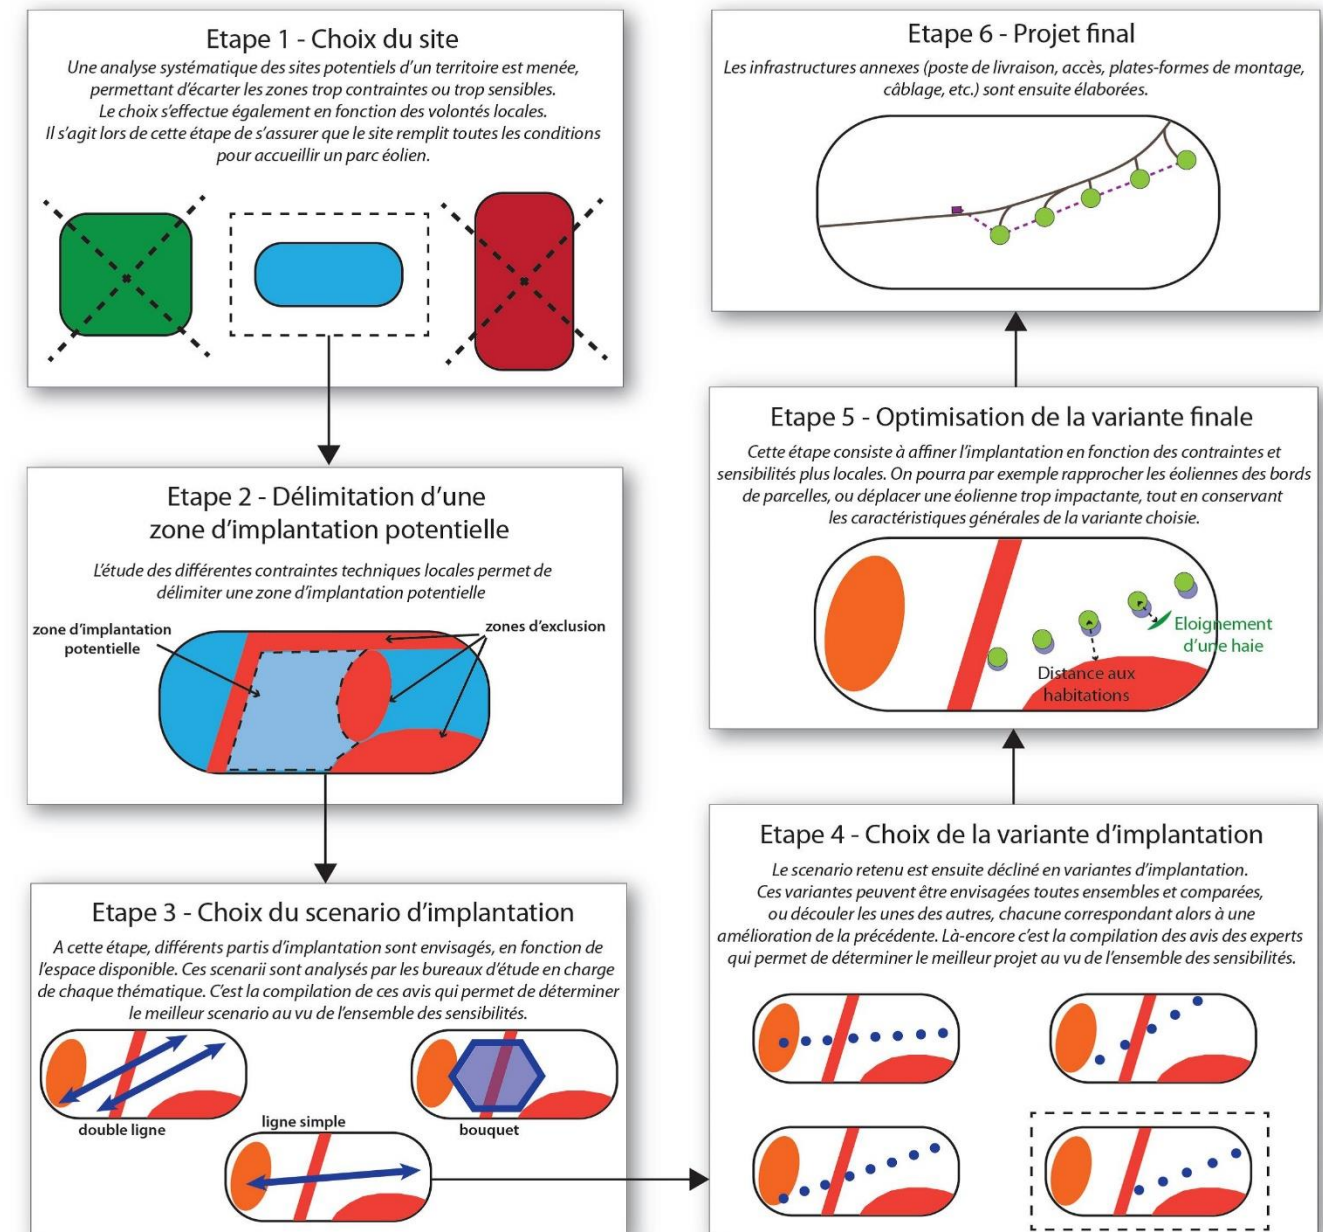 Etape 1 - Choix du site
Une analyse systématique des sites potentiels d'un territoire est menée,
permettant d'écarter les zones trop contraintes ou trop sensibles.
Le choix s'effectue également en fonction des volontés locales.
Il s'agit lors de cette étape de s'assurer que le site remplit toutes les conditions
pour accueillir un parc éolien.
Etape 2 - Délimitation d'une
zone d'implantation potentielle
L'étude des différentes contraintes techniques locales permet de
délimiter une zone d'implantation potentielle
zone d'implantation
potentielle
zones d'exclusion
Etape 3 - Choix du scenario d'implantation
A cette étape, différents partis d'implantation sont envisagés, en fonction de
l'espace disponible. Ces scenarii sont analysés par les bureaux d'étude en charge
de chaque thématique. C'est la compilation de ces avis qui permet de déterminer
le meilleur scenario au vu de l'ensemble des sensibilités.
double ligne
ligne simple
bouquet
Etape 4 - Choix de la variante d'implantation
Le scenario retenu est ensuite décliné en variantes d'implantation.
Ces variantes peuvent être envisagées toutes ensembles et comparées,
ou découler les unes des autres, chacune correspondant alors à une
amélioration de la précédente. Là-encore c'est la compilation des avis des experts
qui permet de déterminer le meilleur projet au vu de l'ensemble des sensibilités.
Etape 5 - Optimisation de la variante finale
Cette étape consiste à affiner l'implantation en fonction des contraintes et
sensibilités plus locales. On pourra par exemple rapprocher les éoliennes des bords
de parcelles, ou déplacer une éolienne trop impactante, tout en conservant
les caractéristiques générales de la variante choisie.
Eloignement
d'une haie
Distance aux
habitations
Etape 6 - Projet final
Les infrastructures annexes (poste de livraison, accès, plates-formes de montage,
câblage, etc.) sont ensuite élaborées.